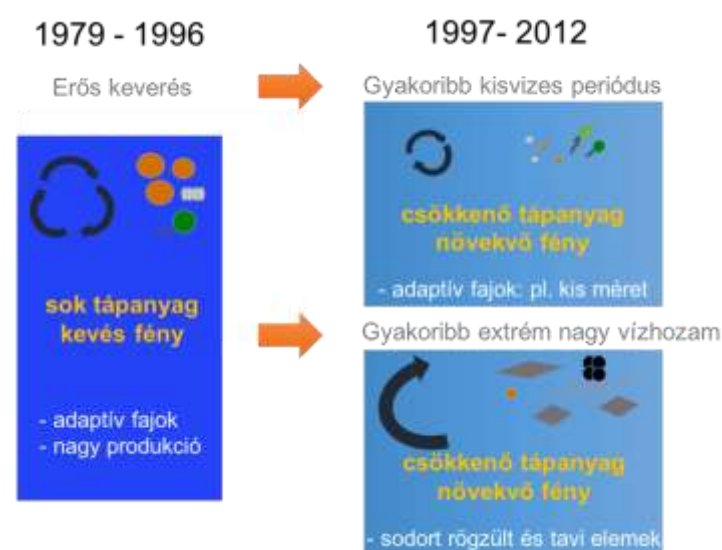 1979 - 1996
1997- 2012
Erős keverés
Gyakoribb kisvizes periódus
sok tápanyag
kevés fény
- adaptív fajok
- nagy produkció
csökkenő tápanyag
növekvő fény
- adaptív fajok: pl. kis méret
Gyakoribb extrém nagy vízhozam
csökkenő tápanyag
növekvő fény
- sodort rögzült és tavi elemek